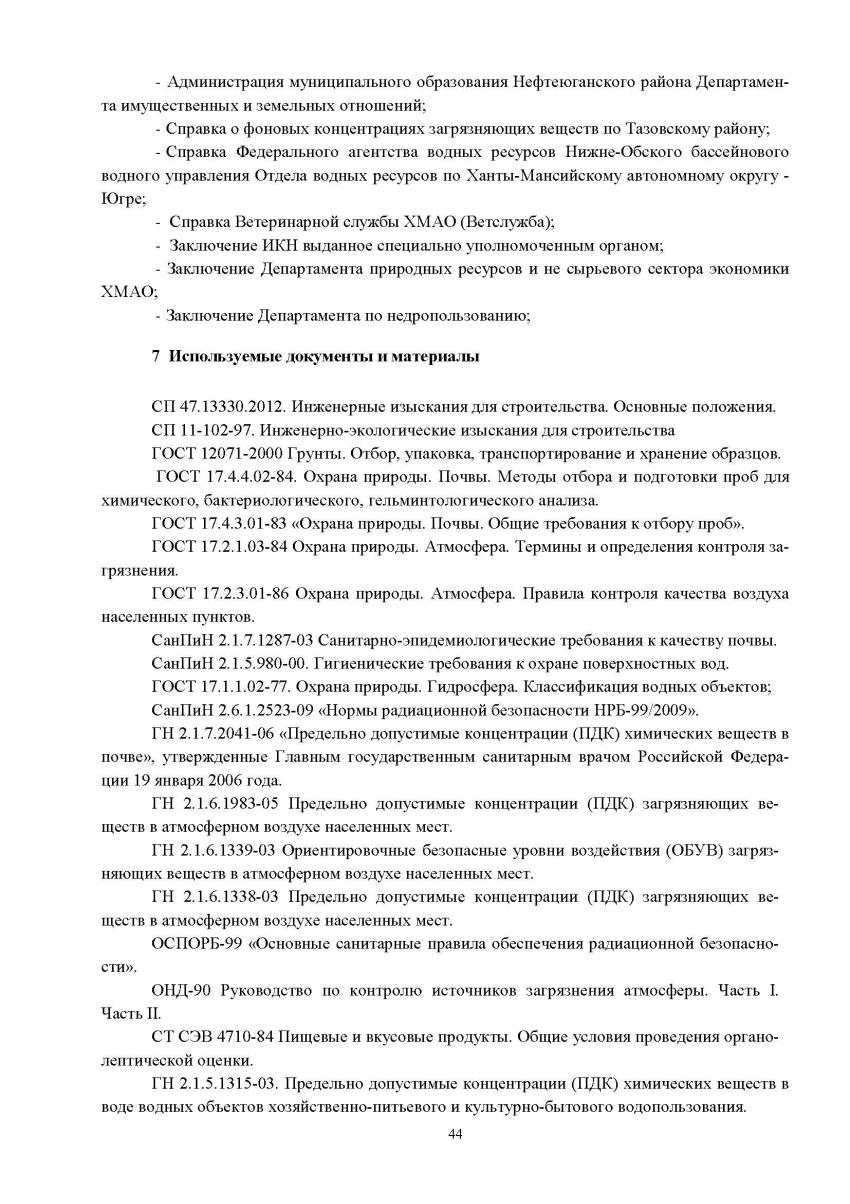 - Администрация муниципального образования Нефтеюганского района Департамен-
та имущественных и земельных отношений;
- Справка о фоновых концентрациях загрязняющих веществ по Тазовскому району;
- Справка Федерального агентства водных ресурсов Нижне-Обского бассейнового
водного управления Отдела водных ресурсов по Ханты-Мансийскому автономному округу -
Югре;
- Справка Ветеринарной службы ХМАО (Ветслужба);
- Заключение ИКН выданное специально уполномоченным органом;
- Заключение Департамента природных ресурсов и не сырьевого сектора экономики
ХМАО;
- Заключение Департамента по недропользованию;
7 Используемые документы и материалы
СП 47.13330.2012. Инженерные изыскания для строительства. Основные положения.
СП 11-102-97. Инженерно-экологические изыскания для строительства
ГОСТ 12071-2000 Грунты. Отбор, упаковка, транспортирование и хранение образцов.
ГОСТ 17.4.4.02-84. Охрана природы. Почвы. Методы отбора и подготовки проб для
химического, бактериологического, гельминтологического анализа.
ГОСТ 17.4.3.01-83 «Охрана природы. Почвы. Общие требования к отбору проб».
ГОСТ 17.2.1.03-84 Охрана природы. Атмосфера. Термины и определения контроля за-
грязнения.
ГОСТ 17.2.3.01-86 Охрана природы. Атмосфера. Правила контроля качества воздуха
населенных пунктов.
СанПиН 2.1.7.1287-03 Санитарно-эпидемиологические требования к качеству почвы.
СанПиН 2.1.5.980-00. Гигиенические требования к охране поверхностных вод.
ГОСТ 17.1.1.02-77. Охрана природы. Гидросфера. Классификация водных объектов;
СанПиН 2.6.1.2523-09 «Нормы радиационной безопасности НРБ-99/2009».
ГН 2.1.7.2041-06 «Предельно допустимые концентрации (ПДК) химических веществ в
почве», утвержденные Главным государственным санитарным врачом Российской Федера-
ции 19 января 2006 года.
ГН 2.1.6.1983-05 Предельно допустимые концентрации (ПДК) загрязняющих ве-
ществ в атмосферном воздухе населенных мест.
ГН 2.1.6.1339-03 Ориентировочные безопасные уровни воздействия (ОБУВ) загряз-
няющих веществ в атмосферном воздухе населенных мест.
ГН 2.1.6.1338-03 Предельно допустимые концентрации (ПДК) загрязняющих ве-
ществ в атмосферном воздухе населенных мест.
ОСПОРБ-99 «Основные санитарные правила обеспечения радиационной безопасно-
сти».
ОНД-90 Руководство по контролю источников загрязнения атмосферы. Часть I.
Часть II.
СТ СЭВ 4710-84 Пищевые и вкусовые продукты. Общие условия проведения органо-
лептической оценки.
ГН 2.1.5.1315-03. Предельно допустимые концентрации (ПДК) химических веществ в
воде водных объектов хозяйственно-питьевого и культурно-бытового водопользования.
44